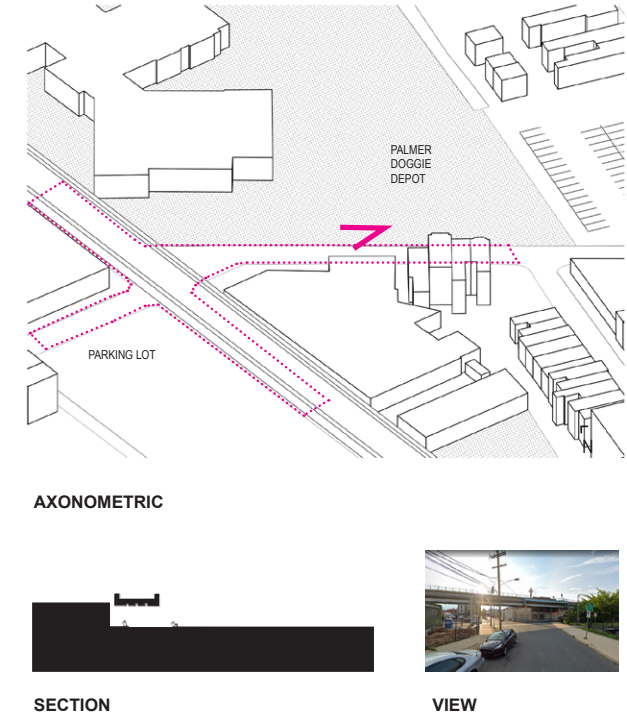 PALMER
DOGGIE
DEPOT
PARKING LOT
AXONOMETRIC
SECTION
VIEW